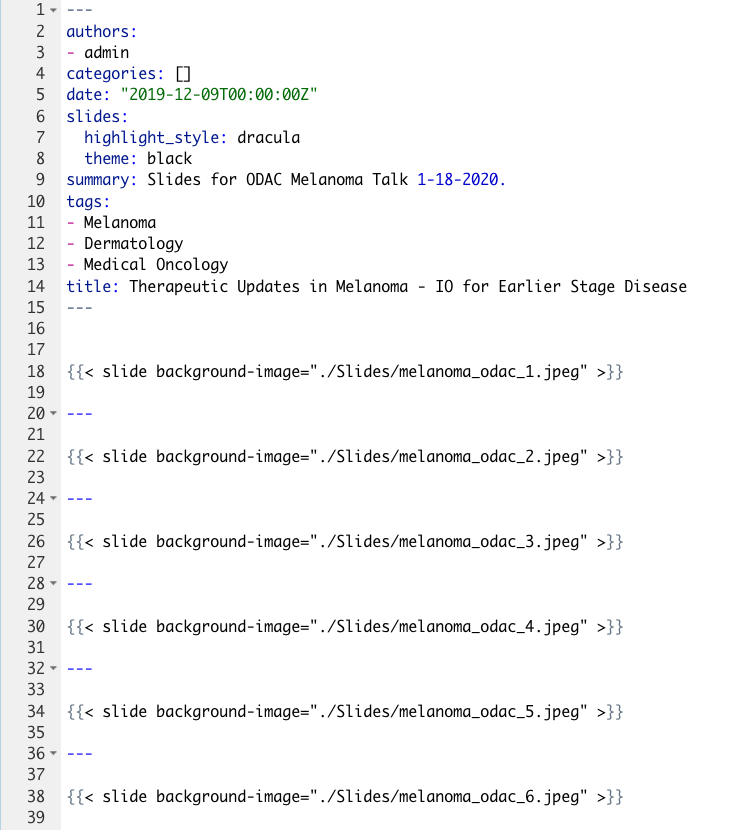 1 ---
2 authors:
3 - admin
4 categories: []
5 date: "2019-12-09T00:00:00Z"
6 slides:
7   highlight_style: dracula
8   theme: black
9 summary: Slides for ODAC Melanoma Talk 1-18-2020.
10 tags:
11 - Melanoma
12 - Dermatology
13 - Medical Oncology
14 title: Therapeutic Updates in Melanoma - IO for Earlier Stage Disease
15 ---
16
17
18 {{< slide background-image="./Slides/melanoma_odac_1.jpeg" >}}
19
20 ---
21
22 {{< slide background-image="./Slides/melanoma_odac_2.jpeg" >}}
23
24 ---
25
26 {{< slide background-image="./Slides/melanoma_odac_3.jpeg" >}}
27
28 ---
29
30 {{< slide background-image="./Slides/melanoma_odac_4.jpeg" >}}
31
32 ---
33
34 {{< slide background-image="./Slides/melanoma_odac_5.jpeg" >}}
35
36 ---
37
38 {{< slide background-image="./Slides/melanoma_odac_6.jpeg" >}}
39